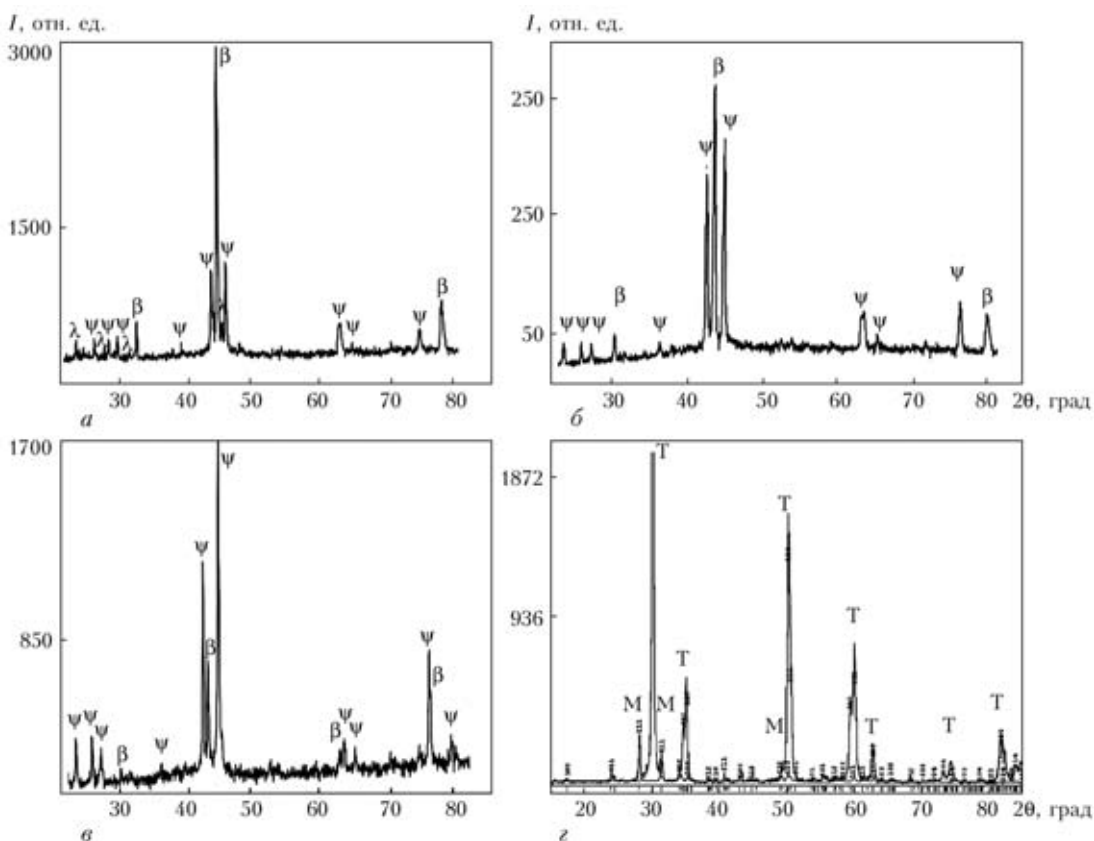 I, отн. ед.
3000
1500
β
ψ ψ
λ ψ λ ψ ψ λ β ψ
ψ ψ ψ β
30 40 50 60 70 80
а
I, отн. ед.
250
250
50
β
ψ ψ
ψ ψ ψ β ψ
ψ ψ ψ β
30 40 50 60 70 80 2θ, град
б
1700
850
ψ
ψ β
ψ ψ ψ β ψ
β ψ ψ ψ β ψ
30 40 50 60 70 80
в
1872
936
T
T
T T
M M M
T T T
20 30 40 50 60 70 80 2θ, град
г